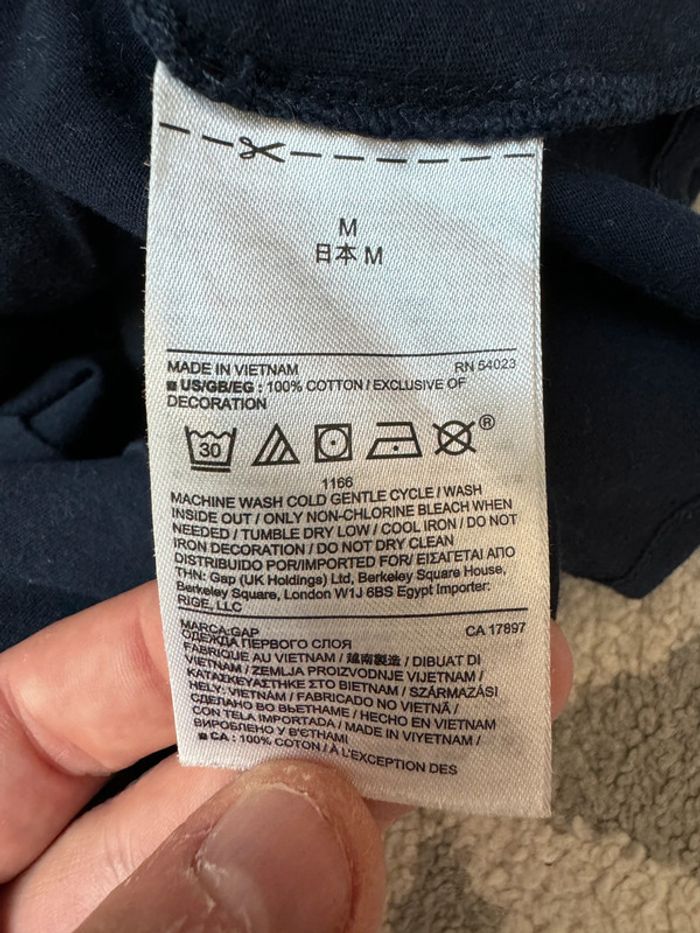 M
日本 M
MADE IN VIETNAM RN 54023
US/GB/EG : 100% COTTON / EXCLUSIVE OF
DECORATION
30
®
1166
MACHINE WASH COLD GENTLE CYCLE / WASH
INSIDE OUT / ONLY NON-CHLORINE BLEACH WHEN
NEEDED / TUMBLE DRY LOW / COOL IRON / DO NOT
IRON DECORATION / DO NOT DRY CLEAN
DISTRIBUIDO POR/IMPORTED FOR/ ΕΙΣΑΓΕΤΑΙ ΑΠΟ
ΤΗΝ: Gap (UK Holdings) Ltd, Berkeley Square House,
Berkeley Square, London W1J 6BS Egypt Importer:
RIGE, LLC
MARCA-GAP CA 17897
ОДЕЖДА ПЕРВОГО СЛОЯ
FABRIQUE AU VIETNAM / 越南製造 / DIBUAT DI
VIETNAM / ZEMLJA PROIZVODNJE VIJETNAM /
ΚΑΤΑΣΚΕΥΑΣΤΗΚΕ ΣΤΟ ΒΙΕΤΝΑΜ / SZÁRMAZÁSI
HELY: VIETNÁM / FABRICADO NO VIETNÃ /
СДЕЛАНО ВО ВЬЕТНАМЕ / HECHO EN VIETNAM
CON TELA IMPORTADA / MADE IN VIYETNAM /
ВИРОБЛЕНО У В'ЄТНАМІ
CA : 100% COTTON / À L'EXCEPTION DES